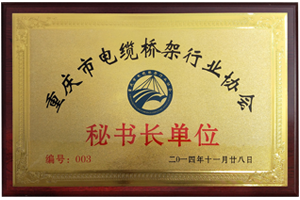 重庆市电缆桥架行业协会
秘书长单位
编号：003
二〇一四年十一月廿八日